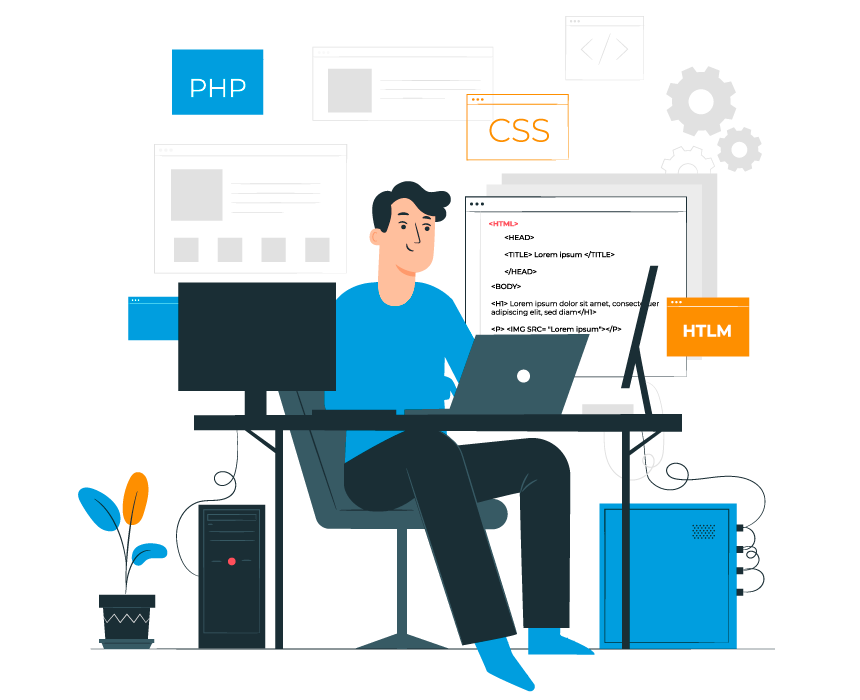 PHP
CSS
<HTML>
<HEAD>
<TITLE> Lorem ipsum </TITLE>
</HEAD>
<BODY>
<H1> Lorem ipsum dolor sit amet, consectetuer
adipiscing elit, sed diam</H1>
<P> <IMG SRC= "Lorem ipsum"></P>
HTLM
</>